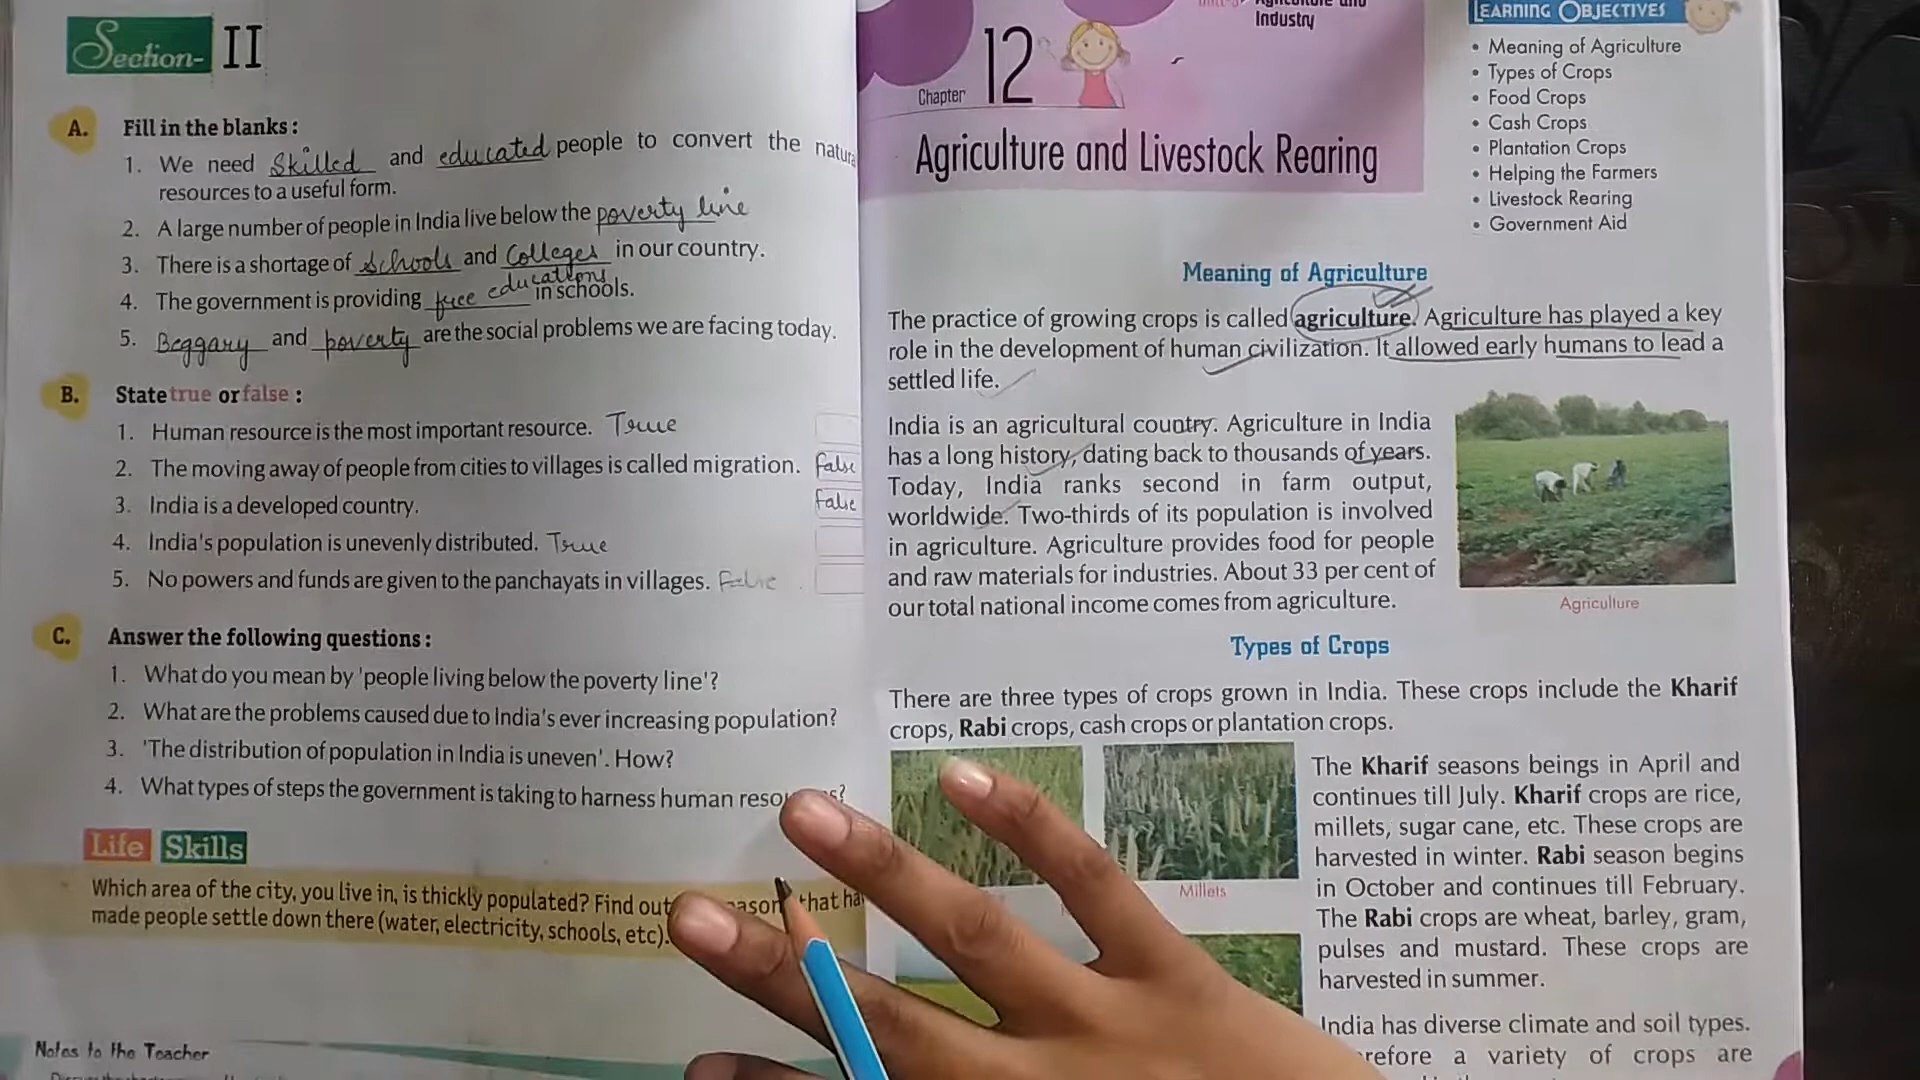 Section- II
A. Fill in the blanks :
1. We need Skilled and educated people to convert the natura
resources to a useful form.
2. A large number of people in India live below the poverty line
3. There is a shortage of Schools and Colleges in our country.
4. The government is providing free educations in schools.
5. Beggary and poverty are the social problems we are facing today.
B. State true or false :
1. Human resource is the most important resource. True
2. The moving away of people from cities to villages is called migration. False
3. India is a developed country. False
4. India's population is unevenly distributed. True
5. No powers and funds are given to the panchayats in villages. False
C. Answer the following questions :
1. What do you mean by 'people living below the poverty line'?
2. What are the problems caused due to India's ever increasing population?
3. 'The distribution of population in India is uneven'. How?
4. What types of steps the government is taking to harness human
Life Skills
Which area of the city, you live in, is thickly populated? Find out that ha
made people settle down there (water, electricity, schools, etc).
Notes to the Teacher
Industry
Chapter 12
Agriculture and Livestock Rearing
LEARNING OBJECTIVES
• Meaning of Agriculture
• Types of Crops
• Food Crops
• Cash Crops
• Plantation Crops
• Helping the Farmers
• Livestock Rearing
• Government Aid
Meaning of Agriculture
The practice of growing crops is called agriculture. Agriculture has played a key
role in the development of human civilization. It allowed early humans to lead a
settled life.
India is an agricultural country. Agriculture in India
has a long history, dating back to thousands of years.
Today, India ranks second in farm output,
worldwide. Two-thirds of its population is involved
in agriculture. Agriculture provides food for people
and raw materials for industries. About 33 per cent of
our total national income comes from agriculture.
Agriculture
Types of Crops
There are three types of crops grown in India. These crops include the Kharif
crops, Rabi crops, cash crops or plantation crops.
Millets
The Kharif seasons beings in April and
continues till July. Kharif crops are rice,
millets, sugar cane, etc. These crops are
harvested in winter. Rabi season begins
in October and continues till February.
The Rabi crops are wheat, barley, gram,
pulses and mustard. These crops are
harvested in summer.
India has diverse climate and soil types.
refore a variety of crops are